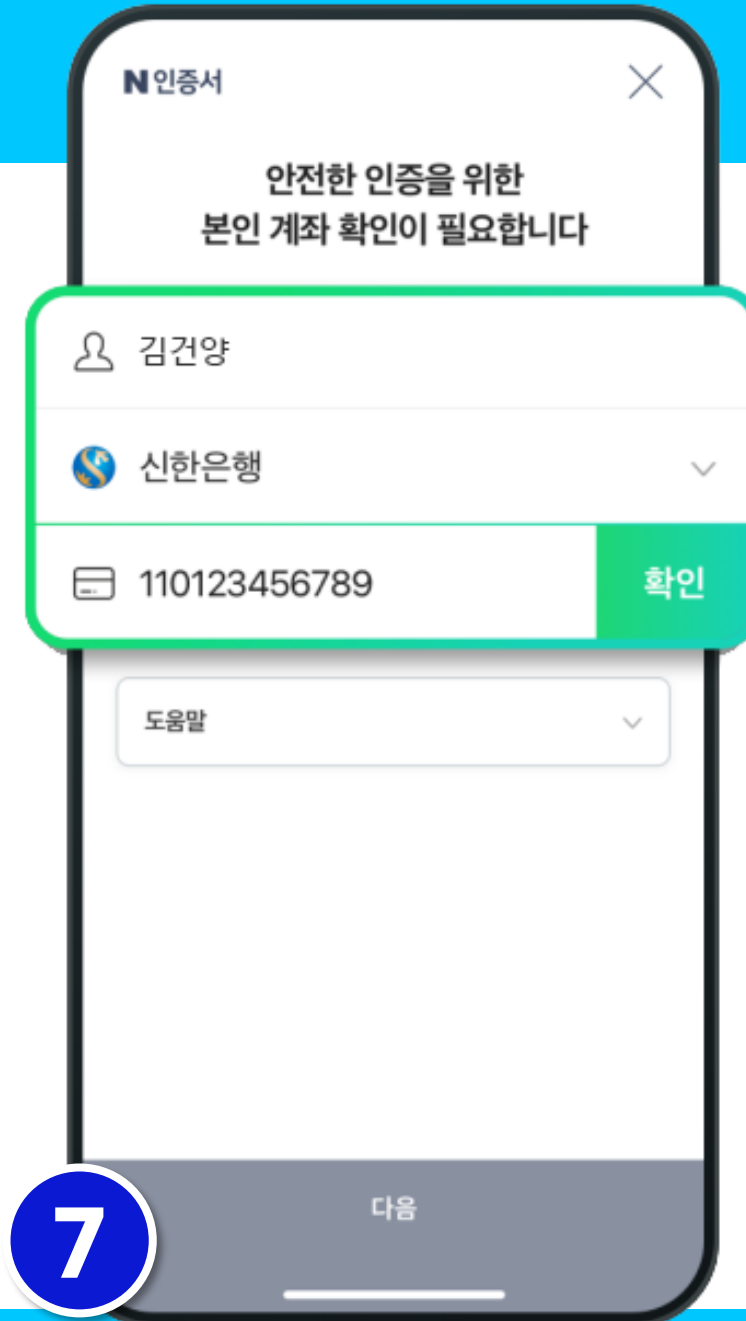 N인증서
안전한 인증을 위한
본인 계좌 확인이 필요합니다
김건양
신한은행
110123456789 확인
도움말
다음
7